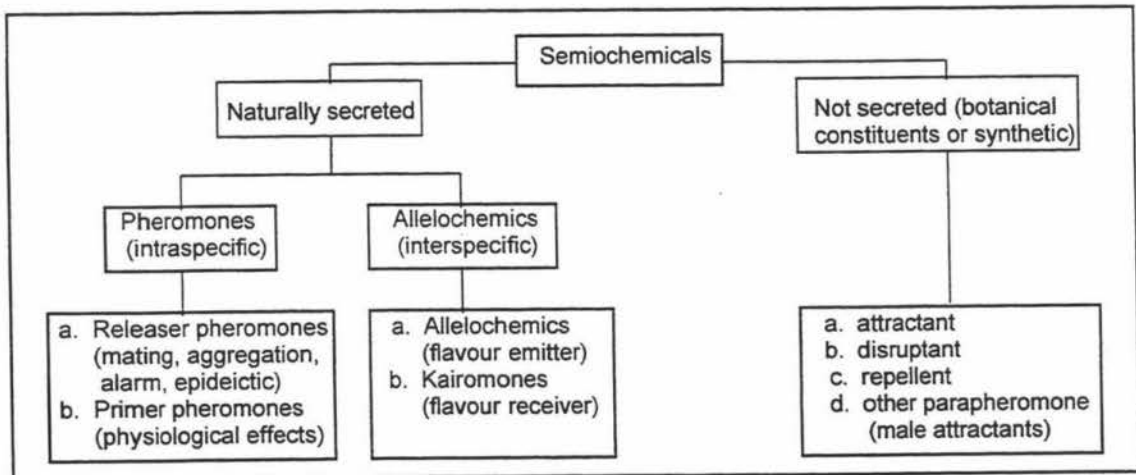 Semiochemicals
Naturally secreted
Not secreted (botanical
constituents or synthetic)
Pheromones
(intraspecific)
Allelochemics
(interspecific)
a. Releaser pheromones
(mating, aggregation,
alarm, epideictic)
b. Primer pheromones
(physiological effects)
a. Allelochemics
(flavour emitter)
b. Kairomones
(flavour receiver)
a. attractant
b. disruptant
c. repellent
d. other parapheromone
(male attractants)